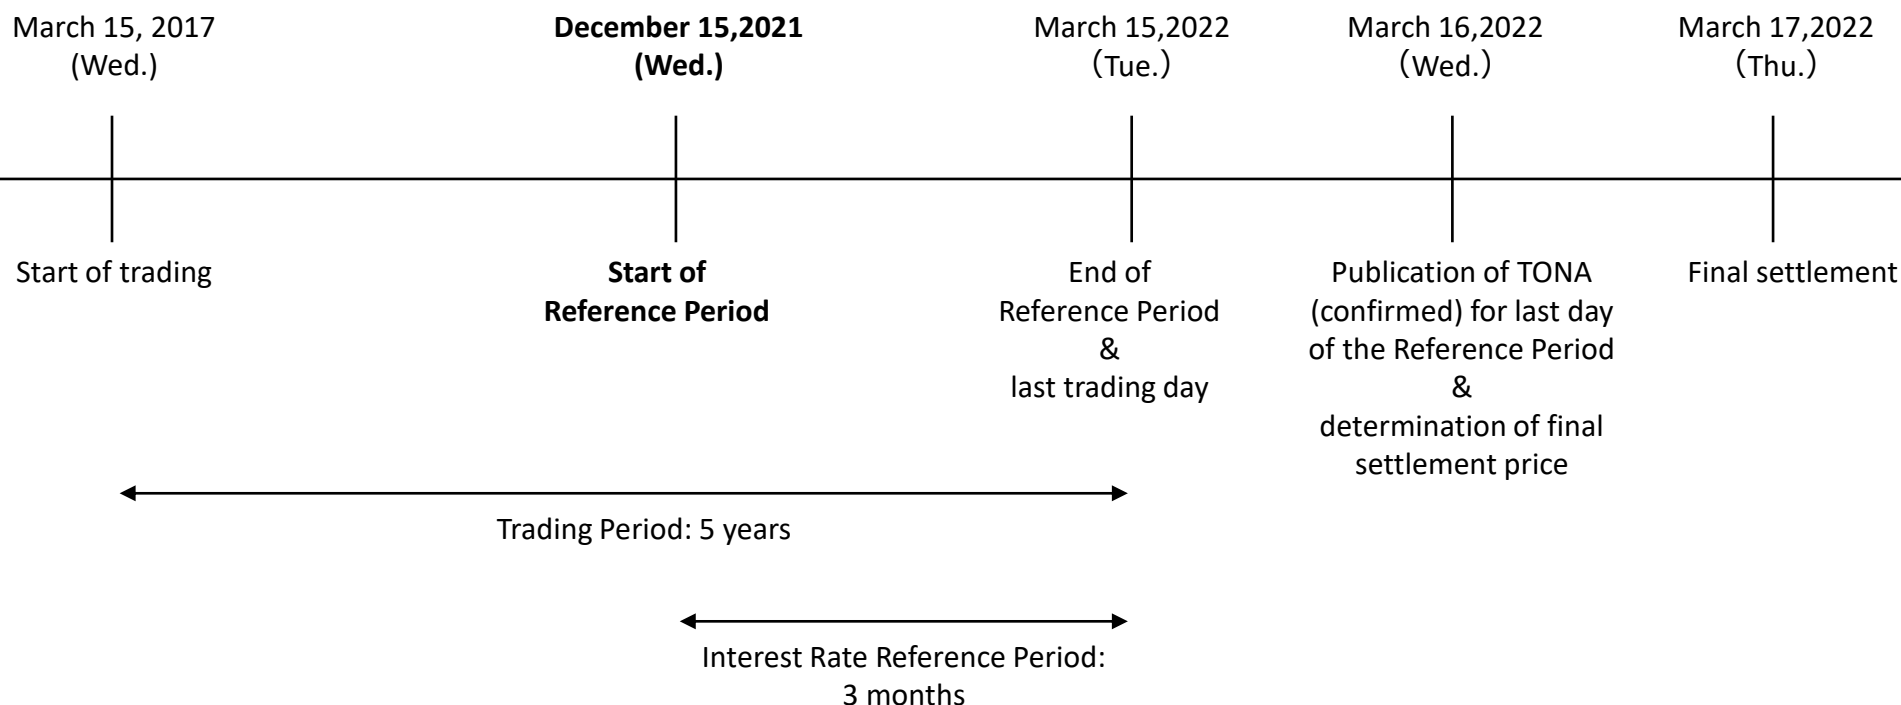 March 15, 2017
(Wed.)
December 15,2021
(Wed.)
March 15,2022
（Tue.）
March 16,2022
（Wed.）
March 17,2022
（Thu.）
Start of trading
Start of
Reference Period
End of
Reference Period
&
last trading day
Publication of TONA
(confirmed) for last day
of the Reference Period
&
determination of final
settlement price
Final settlement
Trading Period: 5 years
Interest Rate Reference Period:
3 months